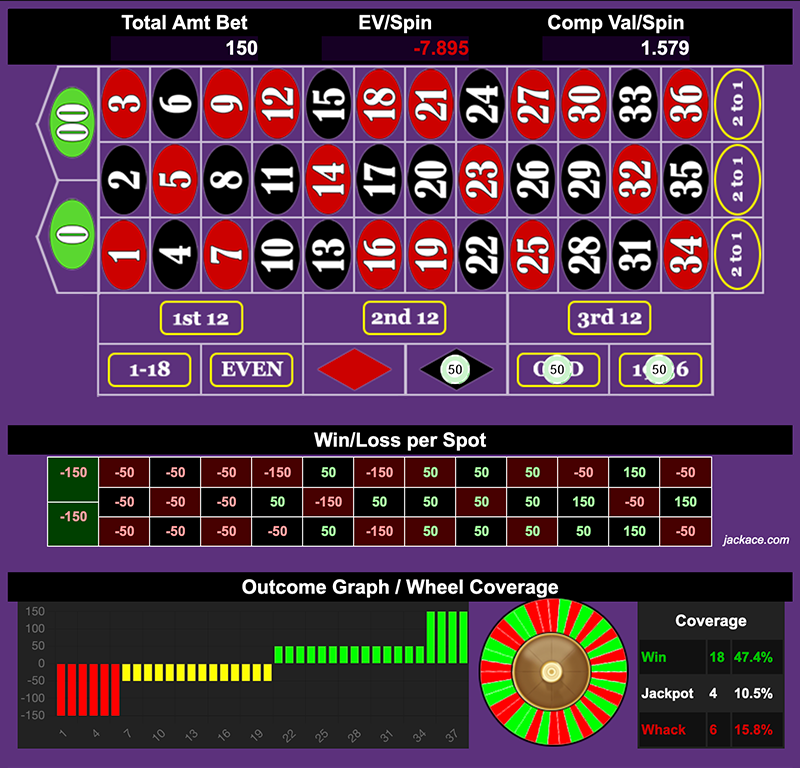 Total Amt Bet EV/Spin Comp Val/Spin
150 -7.895 1.579
00 3 6 9 12 15 18 21 24 27 30 33 36 2 to 1
2 5 8 11 14 17 20 23 26 29 32 35 2 to 1
0 1 4 7 10 13 16 19 22 25 28 31 34 2 to 1
1st 12 2nd 12 3rd 12
1-18 EVEN 50 50 50
Win/Loss per Spot
-150 -50 -50 -50 -150 50 -150 50 50 50 -50 150 -50
-50 -50 -50 50 -150 50 50 50 50 150 -50 150
-150 -50 -50 -50 -50 50 -150 50 50 50 50 150 -50
jackace.com
Outcome Graph / Wheel Coverage
150
100
50
0
-50
-100
-150
1 4 7 10 13 16 19 22 25 28 31 34 37
Coverage
Win 18 47.4%
Jackpot 4 10.5%
Whack 6 15.8%